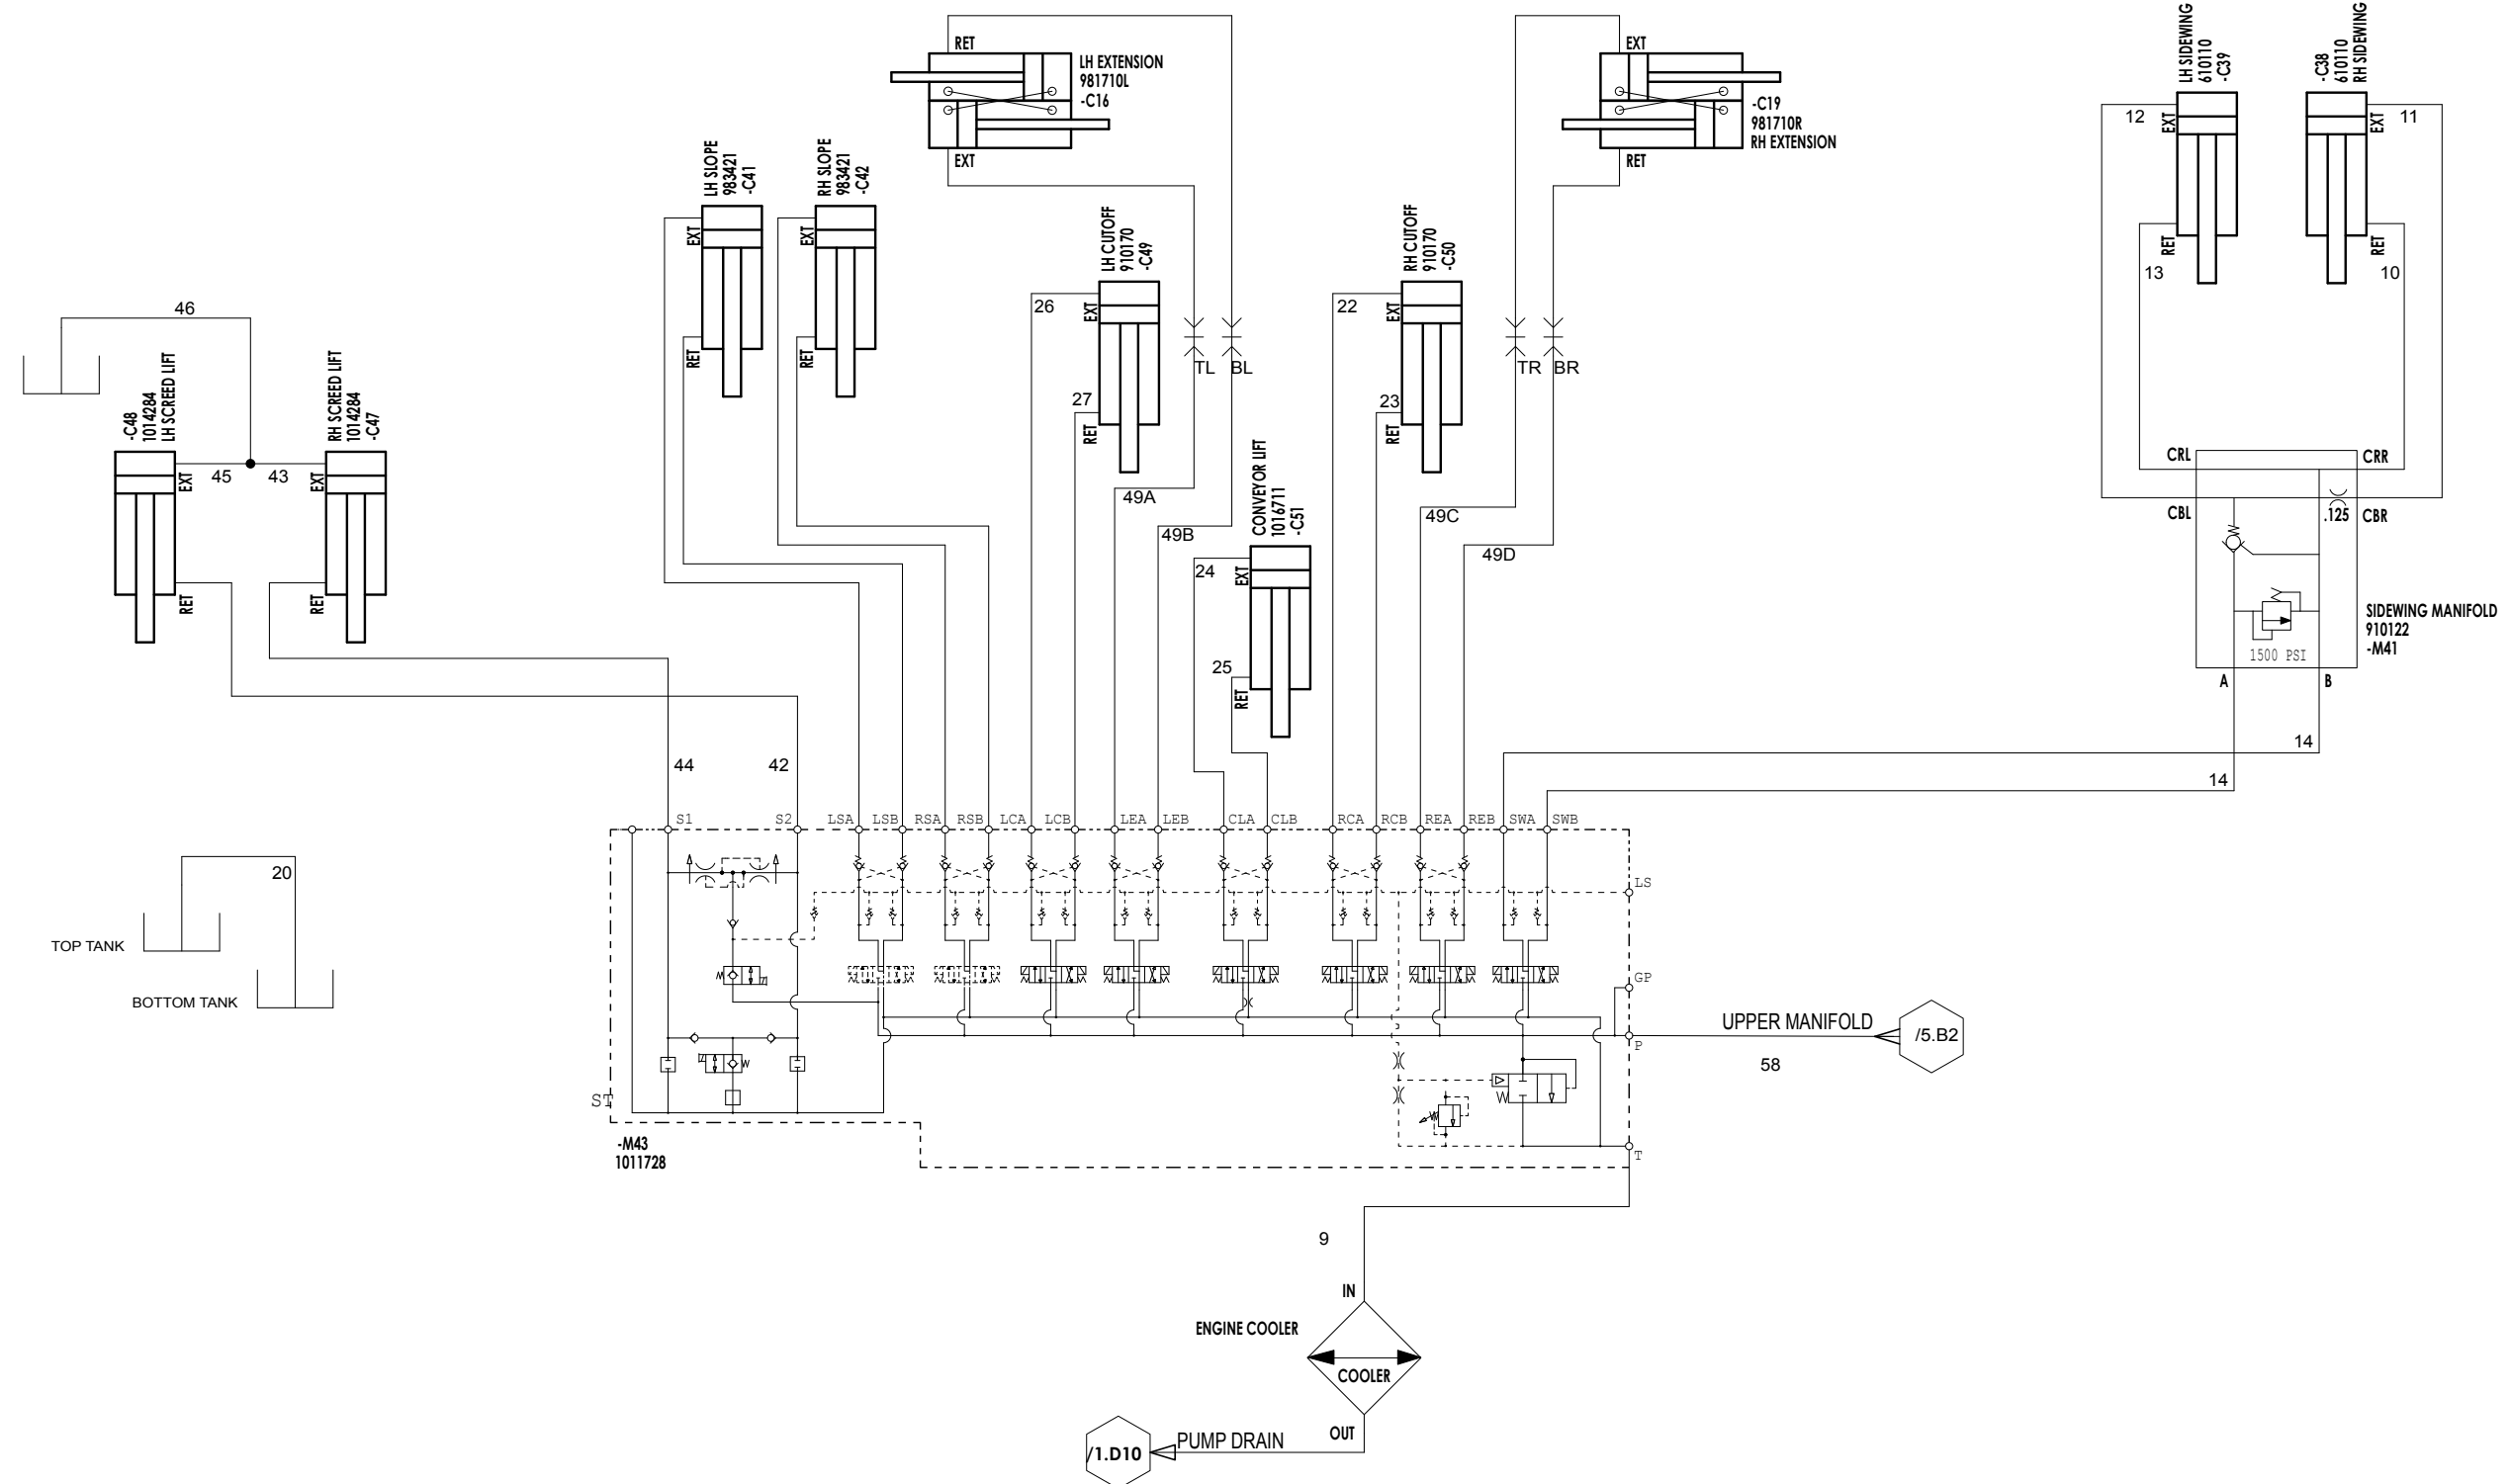 RET
LH EXTENSION
981710L
-C16
EXT
EXT
-C19
981710R
RH EXTENSION
RET
LH SIDEWING
610110
-C39
-C38
610110
RH SIDEWING
12
EXT
EXT
11
13
RET
RET
10
LH SLOPE
983421
-C41
RH SLOPE
983421
-C42
EXT
EXT
RET
RET
LH CUTOFF
910170
-C49
RH CUTOFF
910170
-C50
26
EXT
22
EXT
27
RET
23
RET
TL
BL
TR
BR
46
-C48
1014284
LH SCREED LIFT
RH SCREED LIFT
1014284
-C47
45
43
EXT
EXT
RET
RET
49A
49B
49C
49D
CONVEYOR LIFT
1016711
-C51
24
EXT
25
RET
CRL
CRR
CBL
.125
CBR
SIDEWING MANIFOLD
910122
-M41
1500 PSI
A
B
14
14
44
42
S1
S2
LSA
LSB
RSA
RSB
LCA
LCB
LEA
LEB
CLA
CLB
RCA
RCB
REA
REB
SWA
SWB
20
TOP TANK
BOTTOM TANK
LS
GP
UPPER MANIFOLD
/5.B2
P
58
ST
-M43
1011728
T
9
IN
ENGINE COOLER
COOLER
OUT
PUMP DRAIN
/1.D10